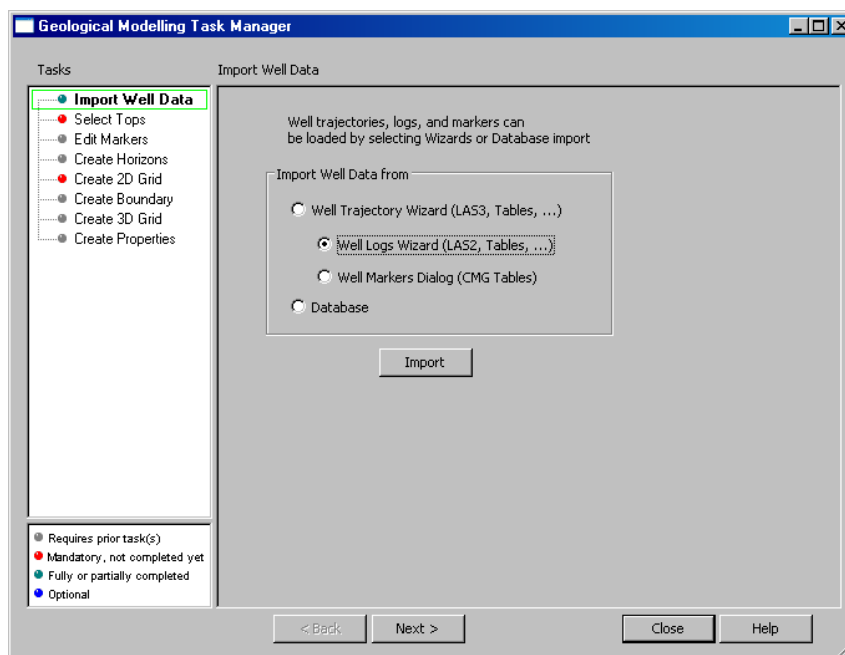 Geological Modelling Task Manager
Tasks
Import Well Data
Select Tops
Edit Markers
Create Horizons
Create 2D Grid
Create Boundary
Create 3D Grid
Create Properties
Requires prior task(s)
Mandatory, not completed yet
Fully or partially completed
Optional
Import Well Data
Well trajectories, logs, and markers can
be loaded by selecting Wizards or Database import
Import Well Data from
Well Trajectory Wizard (LAS3, Tables, ...)
Well Logs Wizard (LAS2, Tables, ...)
Well Markers Dialog (CMG Tables)
Database
Import
< Back
Next >
Close
Help